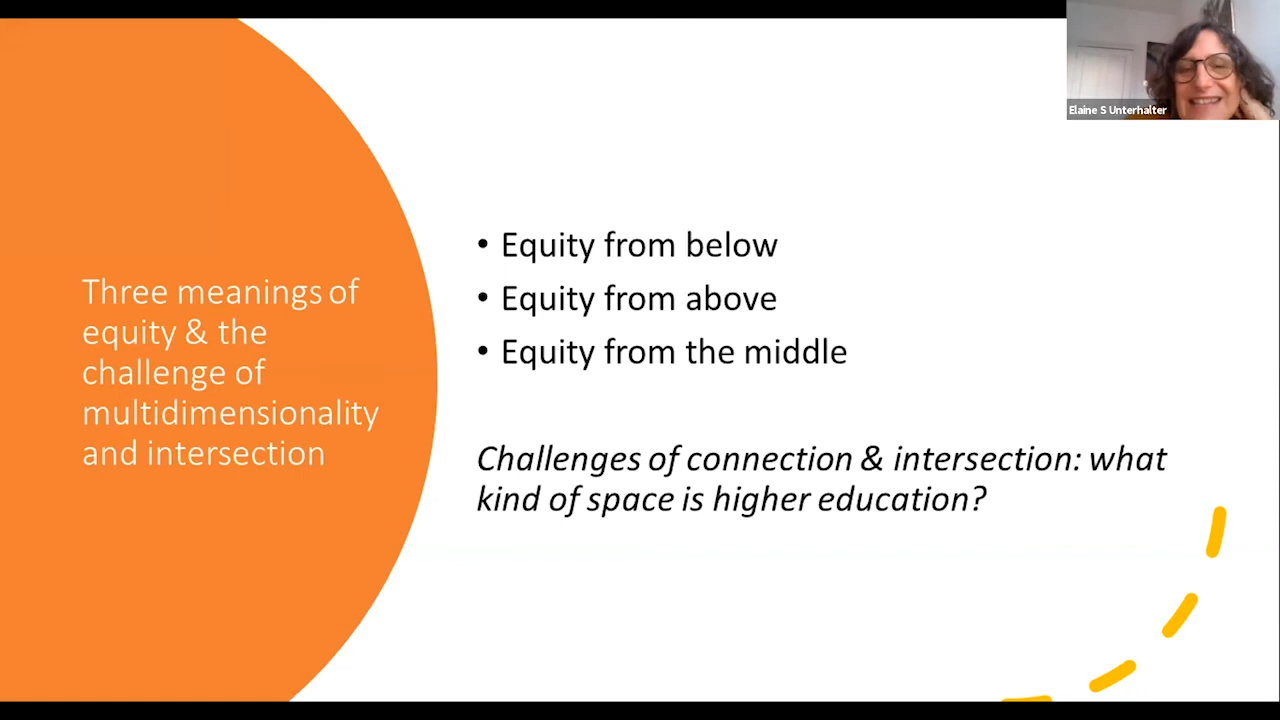 Elaine S Unterhalter
Three meanings of
equity & the
challenge of
multidimensionality
and intersection
• Equity from below
• Equity from above
• Equity from the middle
Challenges of connection & intersection: what
kind of space is higher education?